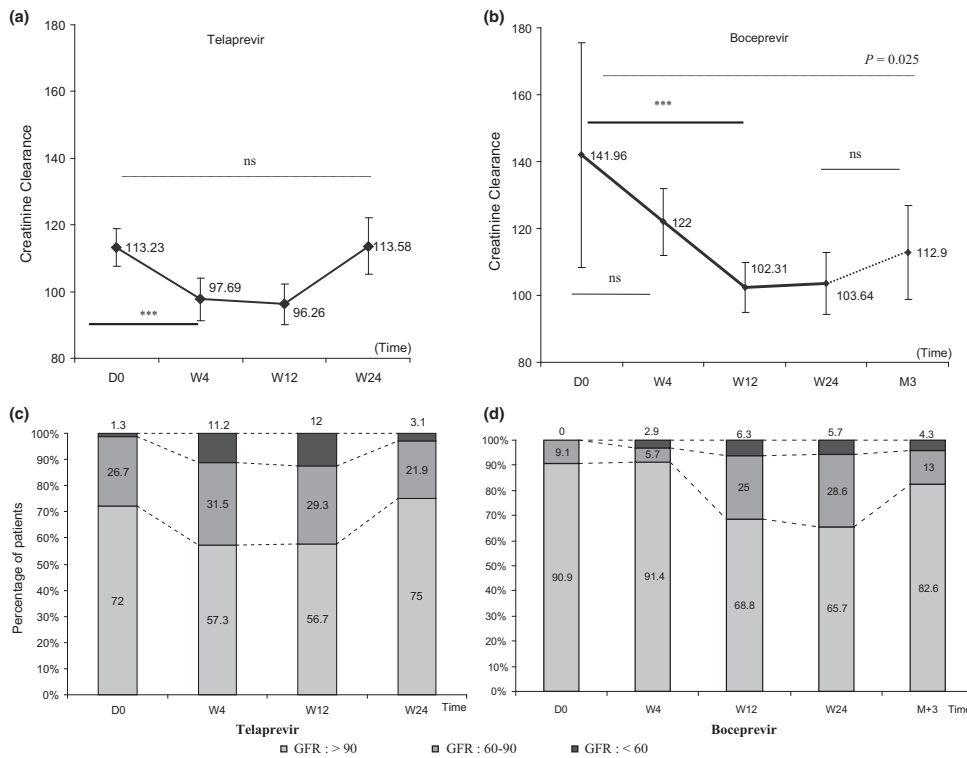 (a)
Telaprevir
Creatinine Clearance
180
160
140
120
100
80
ns
113.23
97.69
96.26
113.58
***
(Time)
D0 W4 W12 W24
(b)
Boceprevir
Creatinine Clearance
180
160
140
120
100
80
P = 0.025
***
141.96
ns
122
102.31
103.64
112.9
ns
(Time)
D0 W4 W12 W24 M3
(c)
Percentage of patients
100%
90%
80%
70%
60%
50%
40%
30%
20%
10%
0%
1.3 11.2 12 3.1
26.7 31.5 29.3 21.9
72 57.3 56.7 75
D0 W4 W12 W24 Time
Telaprevir
(d)
100%
90%
80%
70%
60%
50%
40%
30%
20%
10%
0%
0 2.9 6.3 5.7 4.3
9.1 5.7 25 28.6 13
90.9 91.4 68.8 65.7 82.6
D0 W4 W12 W24 M+3 Time
Boceprevir
GFR : > 90 GFR : 60-90 GFR : < 60